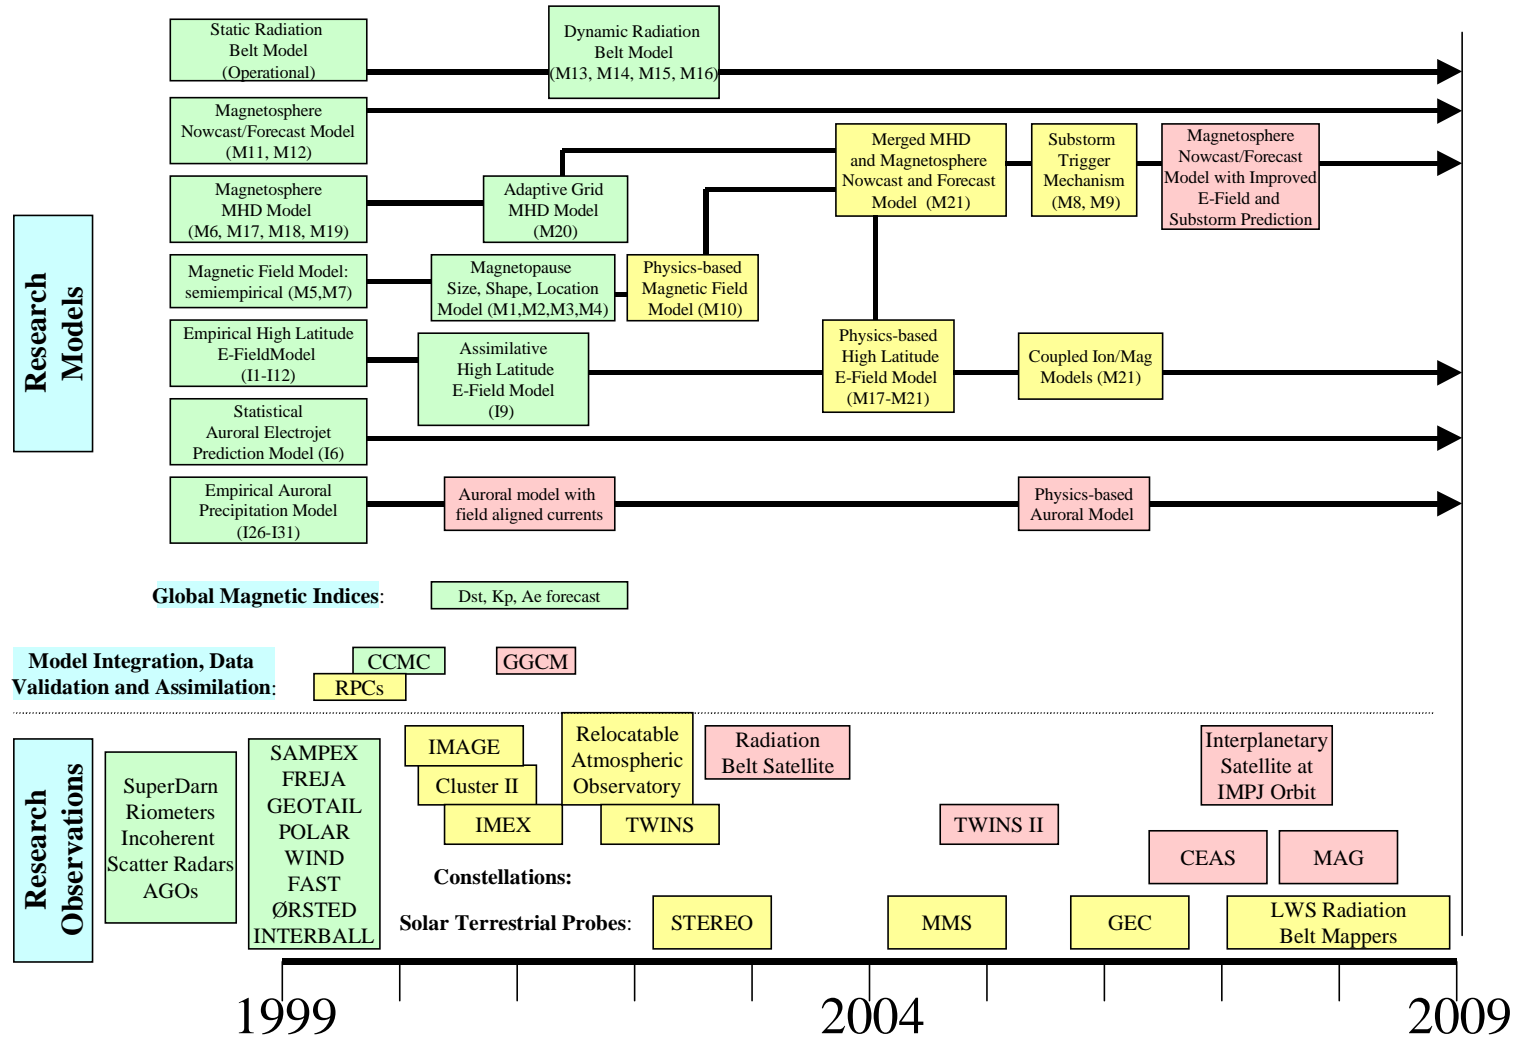 Static Radiation
Belt Model
(Operational)
Dynamic Radiation
Belt Model
(M13, M14, M15, M16)
Magnetosphere
Nowcast/Forecast Model
(M11, M12)
Magnetosphere
MHD Model
(M6, M17, M18, M19)
Adaptive Grid
MHD Model
(M20)
Merged MHD
and Magnetosphere
Nowcast and Forecast
Model (M21)
Substorm
Trigger
Mechanism
(M8, M9)
Magnetosphere
Nowcast/Forecast
Model with Improved
E-Field and
Substorm Prediction
Research
Models
Magnetic Field Model:
semiempirical (M5,M7)
Magnetopause
Size, Shape, Location
Model (M1,M2,M3,M4)
Physics-based
Magnetic Field
Model (M10)
Empirical High Latitude
E-FieldModel
(I1-I12)
Assimilative
High Latitude
E-Field Model
(I9)
Physics-based
High Latitude
E-Field Model
(M17-M21)
Coupled Ion/Mag
Models (M21)
Statistical
Auroral Electrojet
Prediction Model (I6)
Empirical Auroral
Precipitation Model
(I26-I31)
Auroral model with
field aligned currents
Physics-based
Auroral Model
Global Magnetic Indices:
Dst, Kp, Ae forecast
Model Integration, Data
Validation and Assimilation:
CCMC
GGCM
RPCs
Research
Observations
SuperDarn
Riometers
Incoherent
Scatter Radars
AGOs
SAMPEX
FREJA
GEOTAIL
POLAR
WIND
FAST
ØRSTED
INTERBALL
IMAGE
Cluster II
IMEX
Relocatable
Atmospheric
Observatory
TWINS
Radiation
Belt Satellite
TWINS II
Interplanetary
Satellite at
IMPJ Orbit
CEAS
MAG
Constellations:
Solar Terrestrial Probes:
STEREO
MMS
GEC
LWS Radiation
Belt Mappers
1999
2004
2009